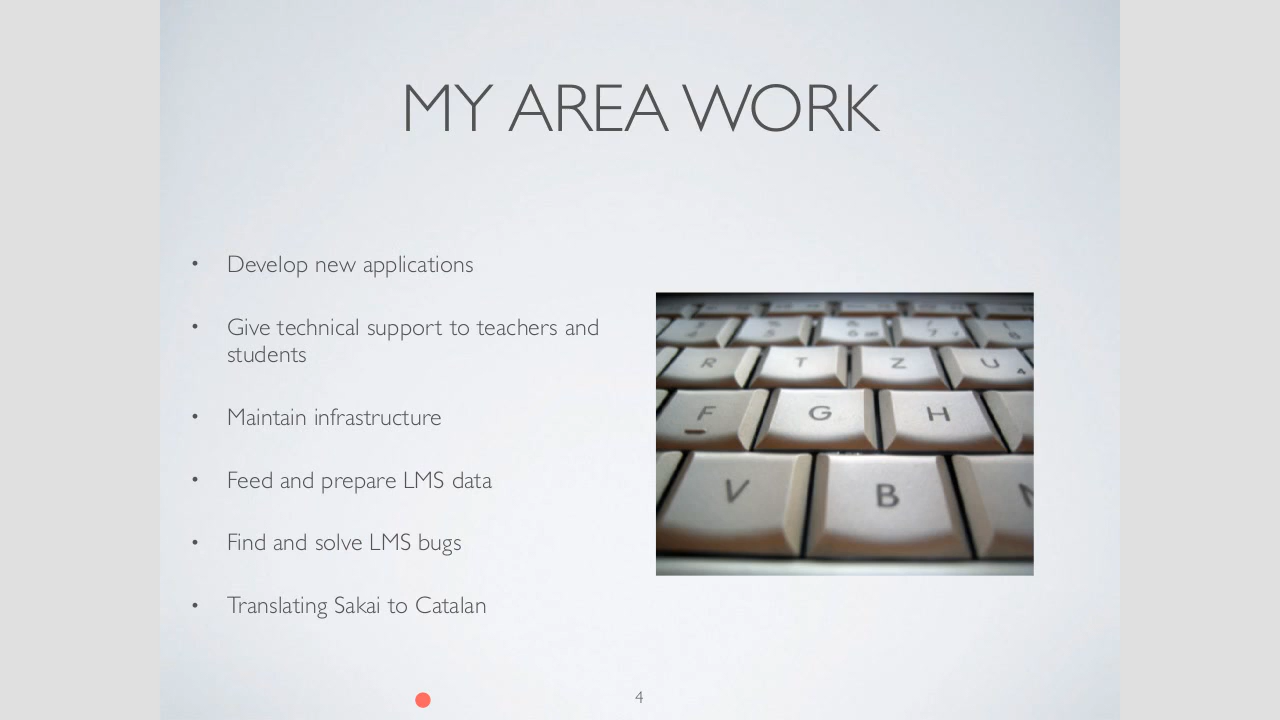 MY AREA WORK
• Develop new applications
• Give technical support to teachers and
students
• Maintain infrastructure
• Feed and prepare LMS data
• Find and solve LMS bugs
• Translating Sakai to Catalan
R T Z U
4
F G H
V B
4